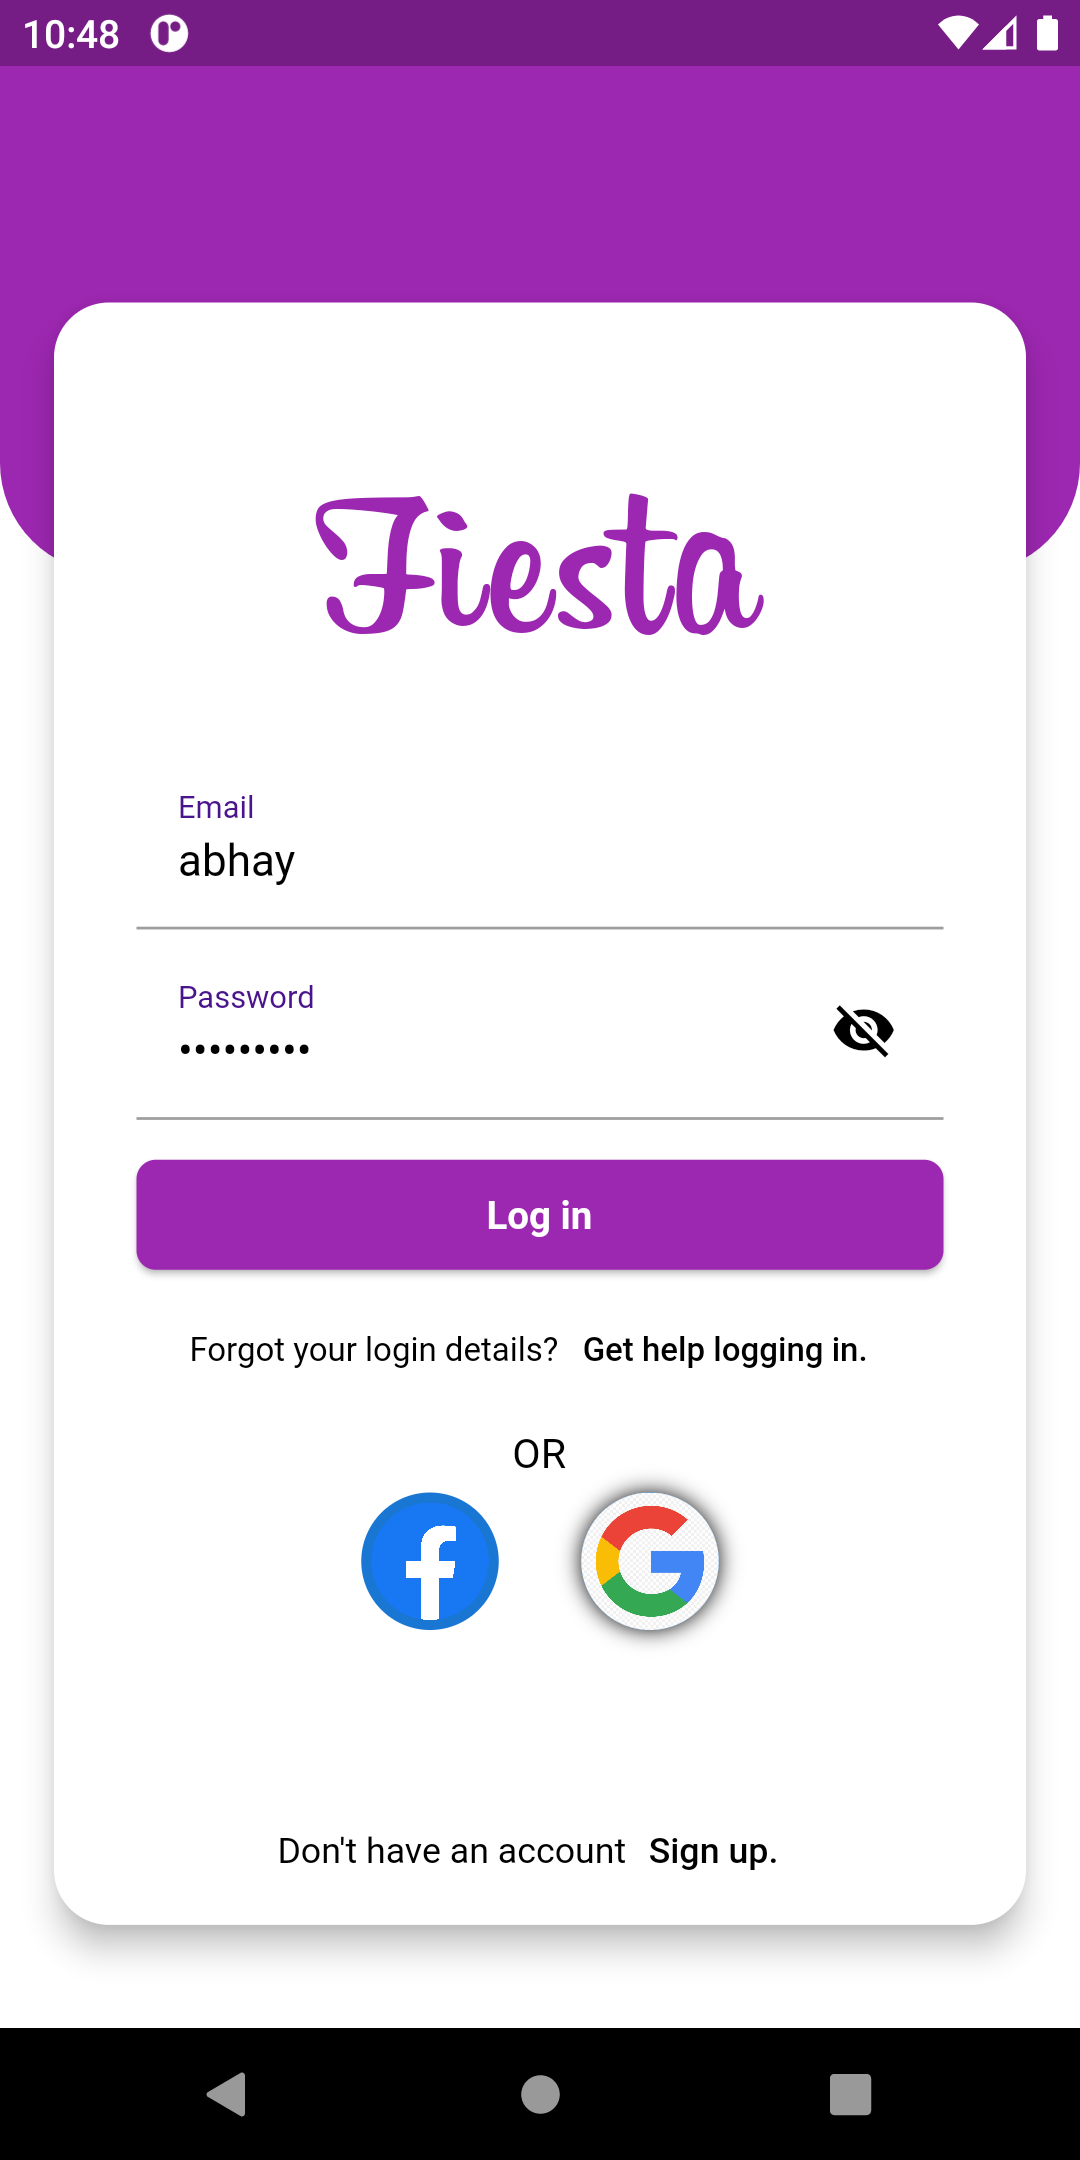 10:48
Fiesta
Email
abhay
Password
•••••••••
Log in
Forgot your login details? Get help logging in.
OR
Don't have an account Sign up.